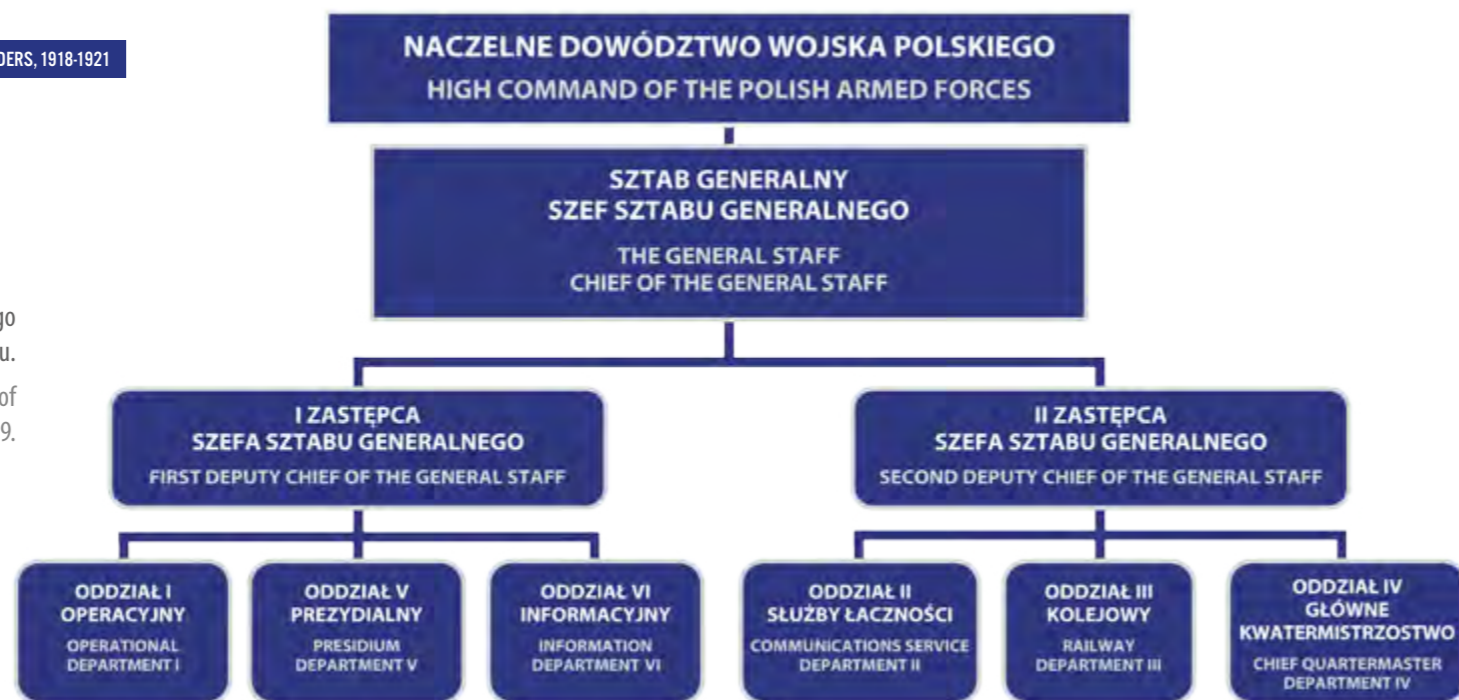 DERS, 1918-1921
NACZELNE DOWÓDZTWO WOJSKA POLSKIEGO
HIGH COMMAND OF THE POLISH ARMED FORCES
SZTAB GENERALNY
SZEF SZTABU GENERALNEGO
THE GENERAL STAFF
CHIEF OF THE GENERAL STAFF
go
u.
of
9.
I ZASTĘPCA
SZEFA SZTABU GENERALNEGO
FIRST DEPUTY CHIEF OF THE GENERAL STAFF
II ZASTĘPCA
SZEFA SZTABU GENERALNEGO
SECOND DEPUTY CHIEF OF THE GENERAL STAFF
ODDZIAŁ I
OPERACYJNY
OPERATIONAL
DEPARTMENT I
ODDZIAŁ V
PREZYDIALNY
PRESIDIUM
DEPARTMENT V
ODDZIAŁ VI
INFORMACYJNY
INFORMATION
DEPARTMENT VI
ODDZIAŁ II
SŁUŻBY ŁACZNOŚCI
COMMUNICATIONS SERVICE
DEPARTMENT II
ODDZIAŁ III
KOLEJOWY
RAILWAY
DEPARTMENT III
ODDZIAŁ IV
GŁÓWNE
KWATERMISTRZOSTWO
CHIEF QUARTERMASTER
DEPARTMENT IV